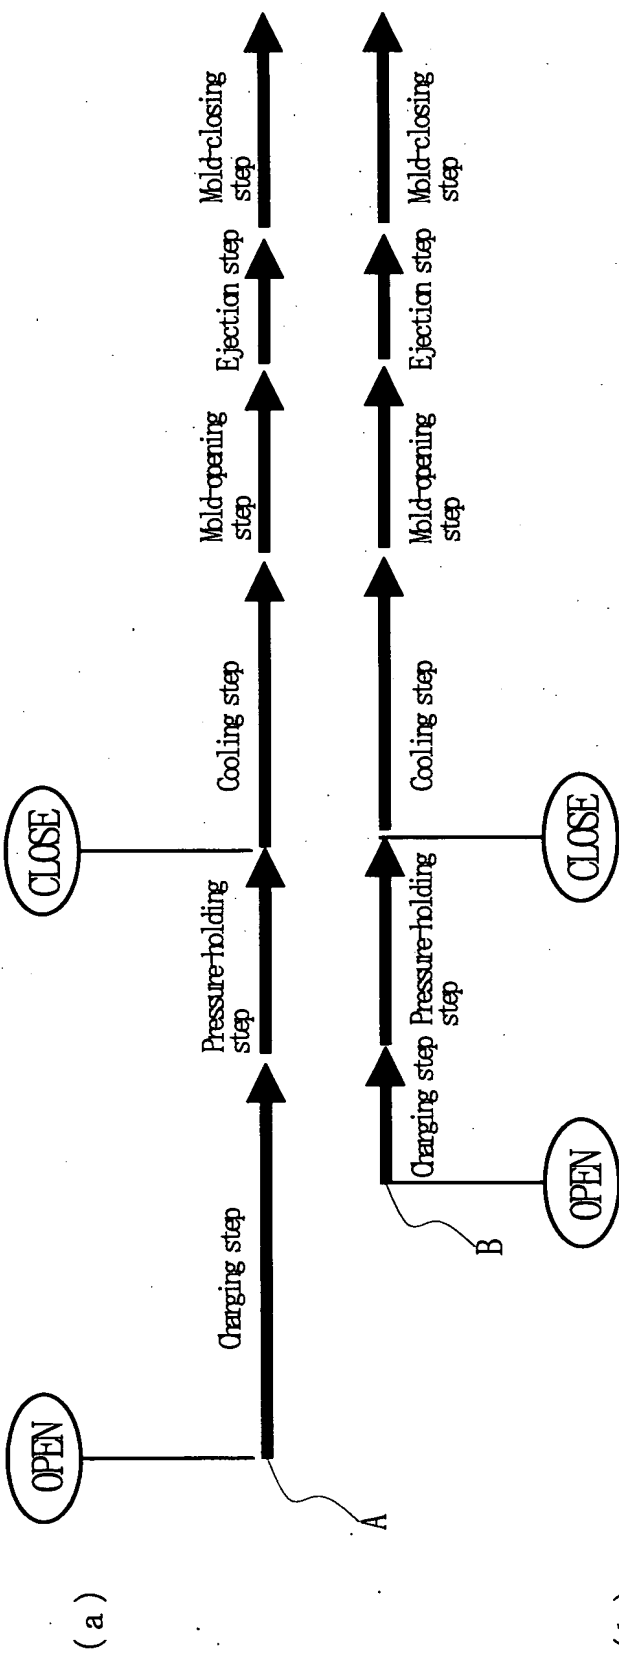 (a)
OPEN
CLOSE
Charging step
Pressure-holding
step
Cooling step
Mold-opening
step
Ejection step
Mold-closing
step
A
B
Charging step
Pressure-holding
step
Cooling step
Mold-opening
step
Ejection step
Mold-closing
step
OPEN
CLOSE